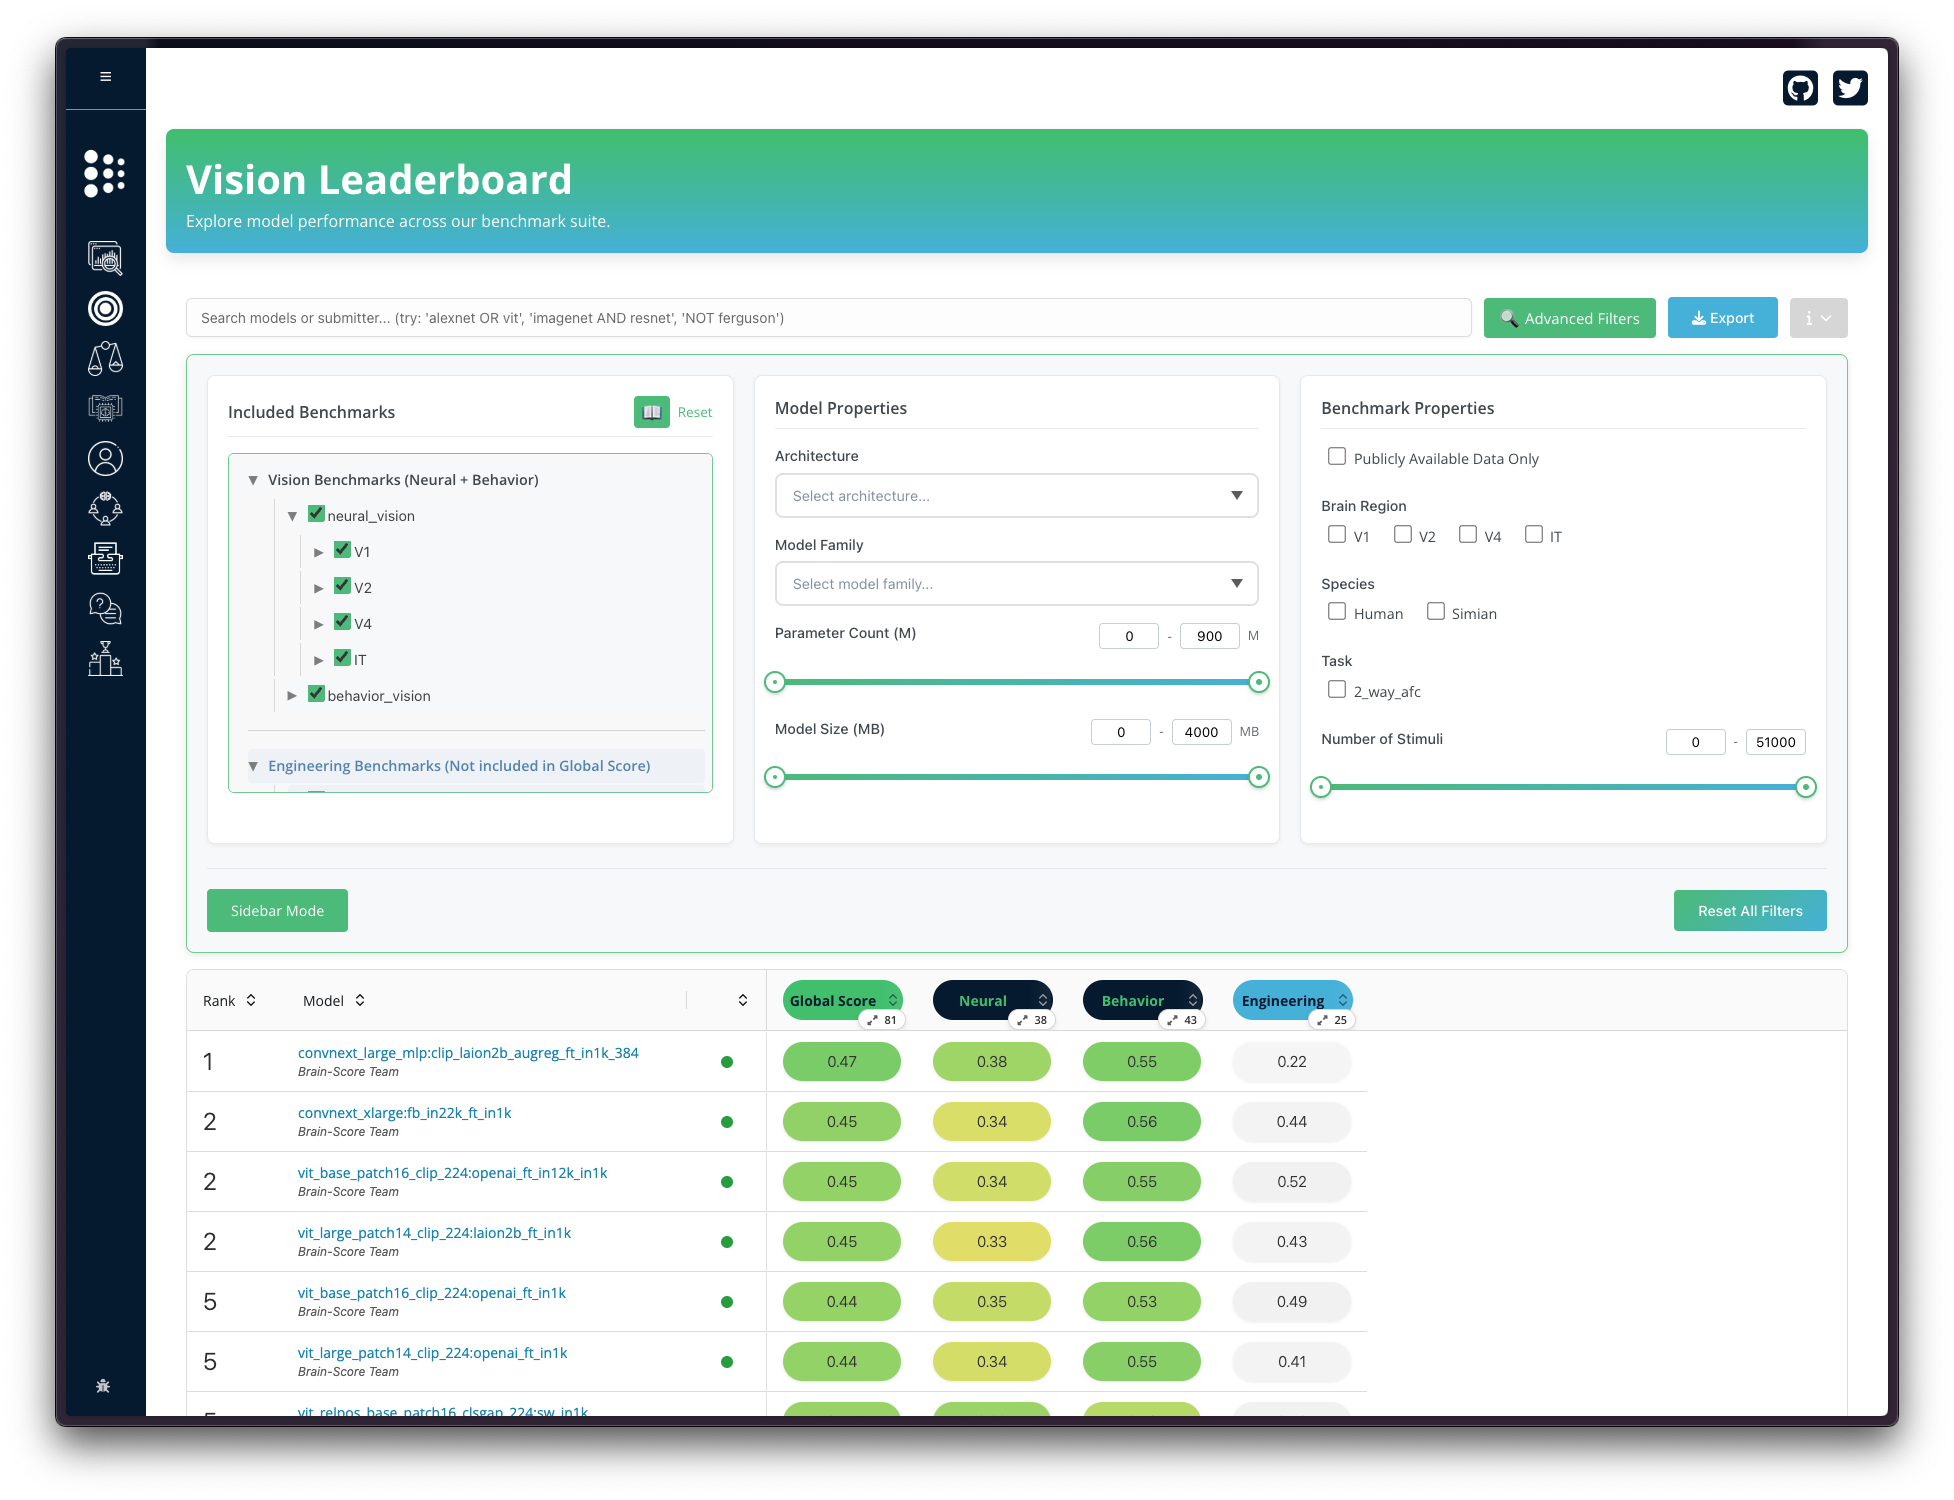 Vision Leaderboard
Explore model performance across our benchmark suite.
Search models or submitter... (try: 'alexnet OR vit', 'imagenet AND resnet', 'NOT ferguson')
Advanced Filters
Export
i
Included Benchmarks
Reset
Vision Benchmarks (Neural + Behavior)
neural_vision
V1
V2
V4
IT
behavior_vision
Engineering Benchmarks (Not included in Global Score)
Model Properties
Architecture
Select architecture...
Model Family
Select model family...
Parameter Count (M) 0 - 900 M
Model Size (MB) 0 - 4000 MB
Benchmark Properties
Publicly Available Data Only
Brain Region
V1 V2 V4 IT
Species
Human Simian
Task
2_way_afc
Number of Stimuli 0 - 51000
Sidebar Mode
Reset All Filters
Rank Model Global Score Neural Behavior Engineering
81 38 43 25
1 convnext_large_mlp:clip_laion2b_augreg_ft_in1k_384 0.47 0.38 0.55 0.22
Brain-Score Team
2 convnext_xlarge:fb_in22k_ft_in1k 0.45 0.34 0.56 0.44
Brain-Score Team
2 vit_base_patch16_clip_224:openai_ft_in12k_in1k 0.45 0.34 0.55 0.52
Brain-Score Team
2 vit_large_patch14_clip_224:laion2b_ft_in1k 0.45 0.33 0.56 0.43
Brain-Score Team
5 vit_base_patch16_clip_224:openai_ft_in1k 0.44 0.35 0.53 0.49
Brain-Score Team
5 vit_large_patch14_clip_224:openai_ft_in1k 0.44 0.34 0.55 0.41
Brain-Score Team
5 vit_relpos_base_patch16_clsgap_224:sw_in1k